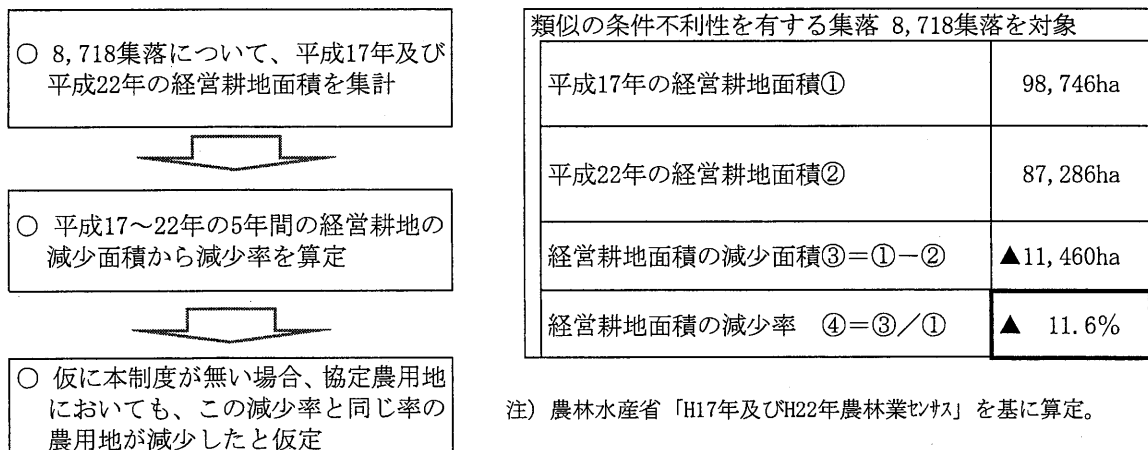 ○ 8,718集落について、平成17年及び
平成22年の経営耕地面積を集計
○ 平成17～22年の5年間の経営耕地の
減少面積から減少率を算定
○ 仮に本制度が無い場合、協定農用地
においても、この減少率と同じ率の
農用地が減少したと仮定
類似の条件不利性を有する集落 8,718集落を対象
平成17年の経営耕地面積① 98,746ha
平成22年の経営耕地面積② 87,286ha
経営耕地面積の減少面積③＝①－② ▲11,460ha
経営耕地面積の減少率 ④＝③／① ▲ 11.6%
注）農林水産省「H17年及びH22年農林業ｾﾝｻｽ」を基に算定。